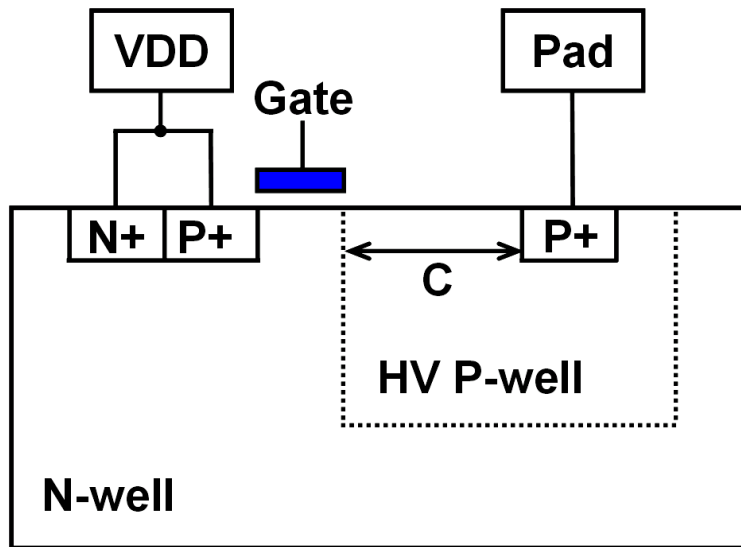 VDD
Pad
Gate
N+
P+
P+
C
HV P-well
N-well